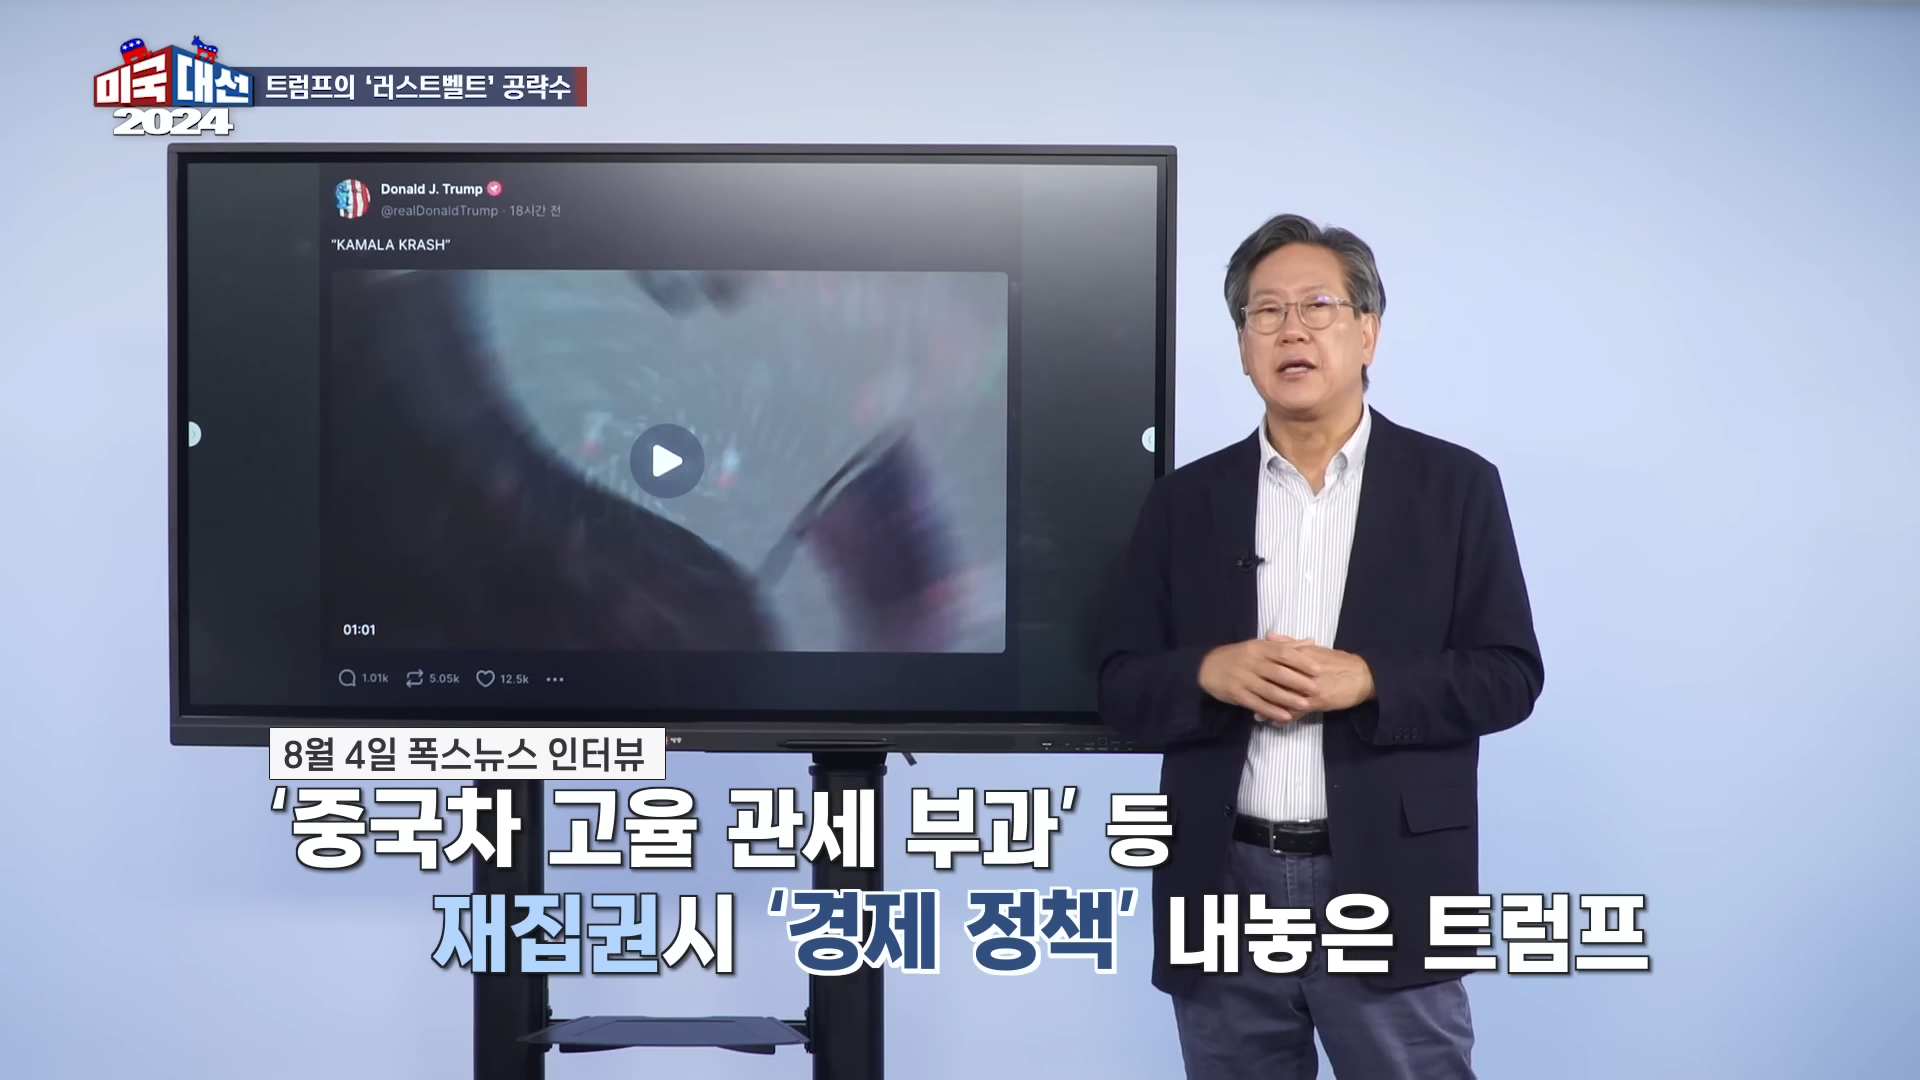 미국 대선
2024
트럼프의 ‘러스트벨트’ 공략수
Donald J. Trump
@realDonaldTrump · 18시간 전
“KAMALA KRASH”
01:01
1.01k 5.05k 12.5k
8월 4일 폭스뉴스 인터뷰
‘중국차 고율 관세 부과’ 등
재집권시 ‘경제 정책’ 내놓은 트럼프